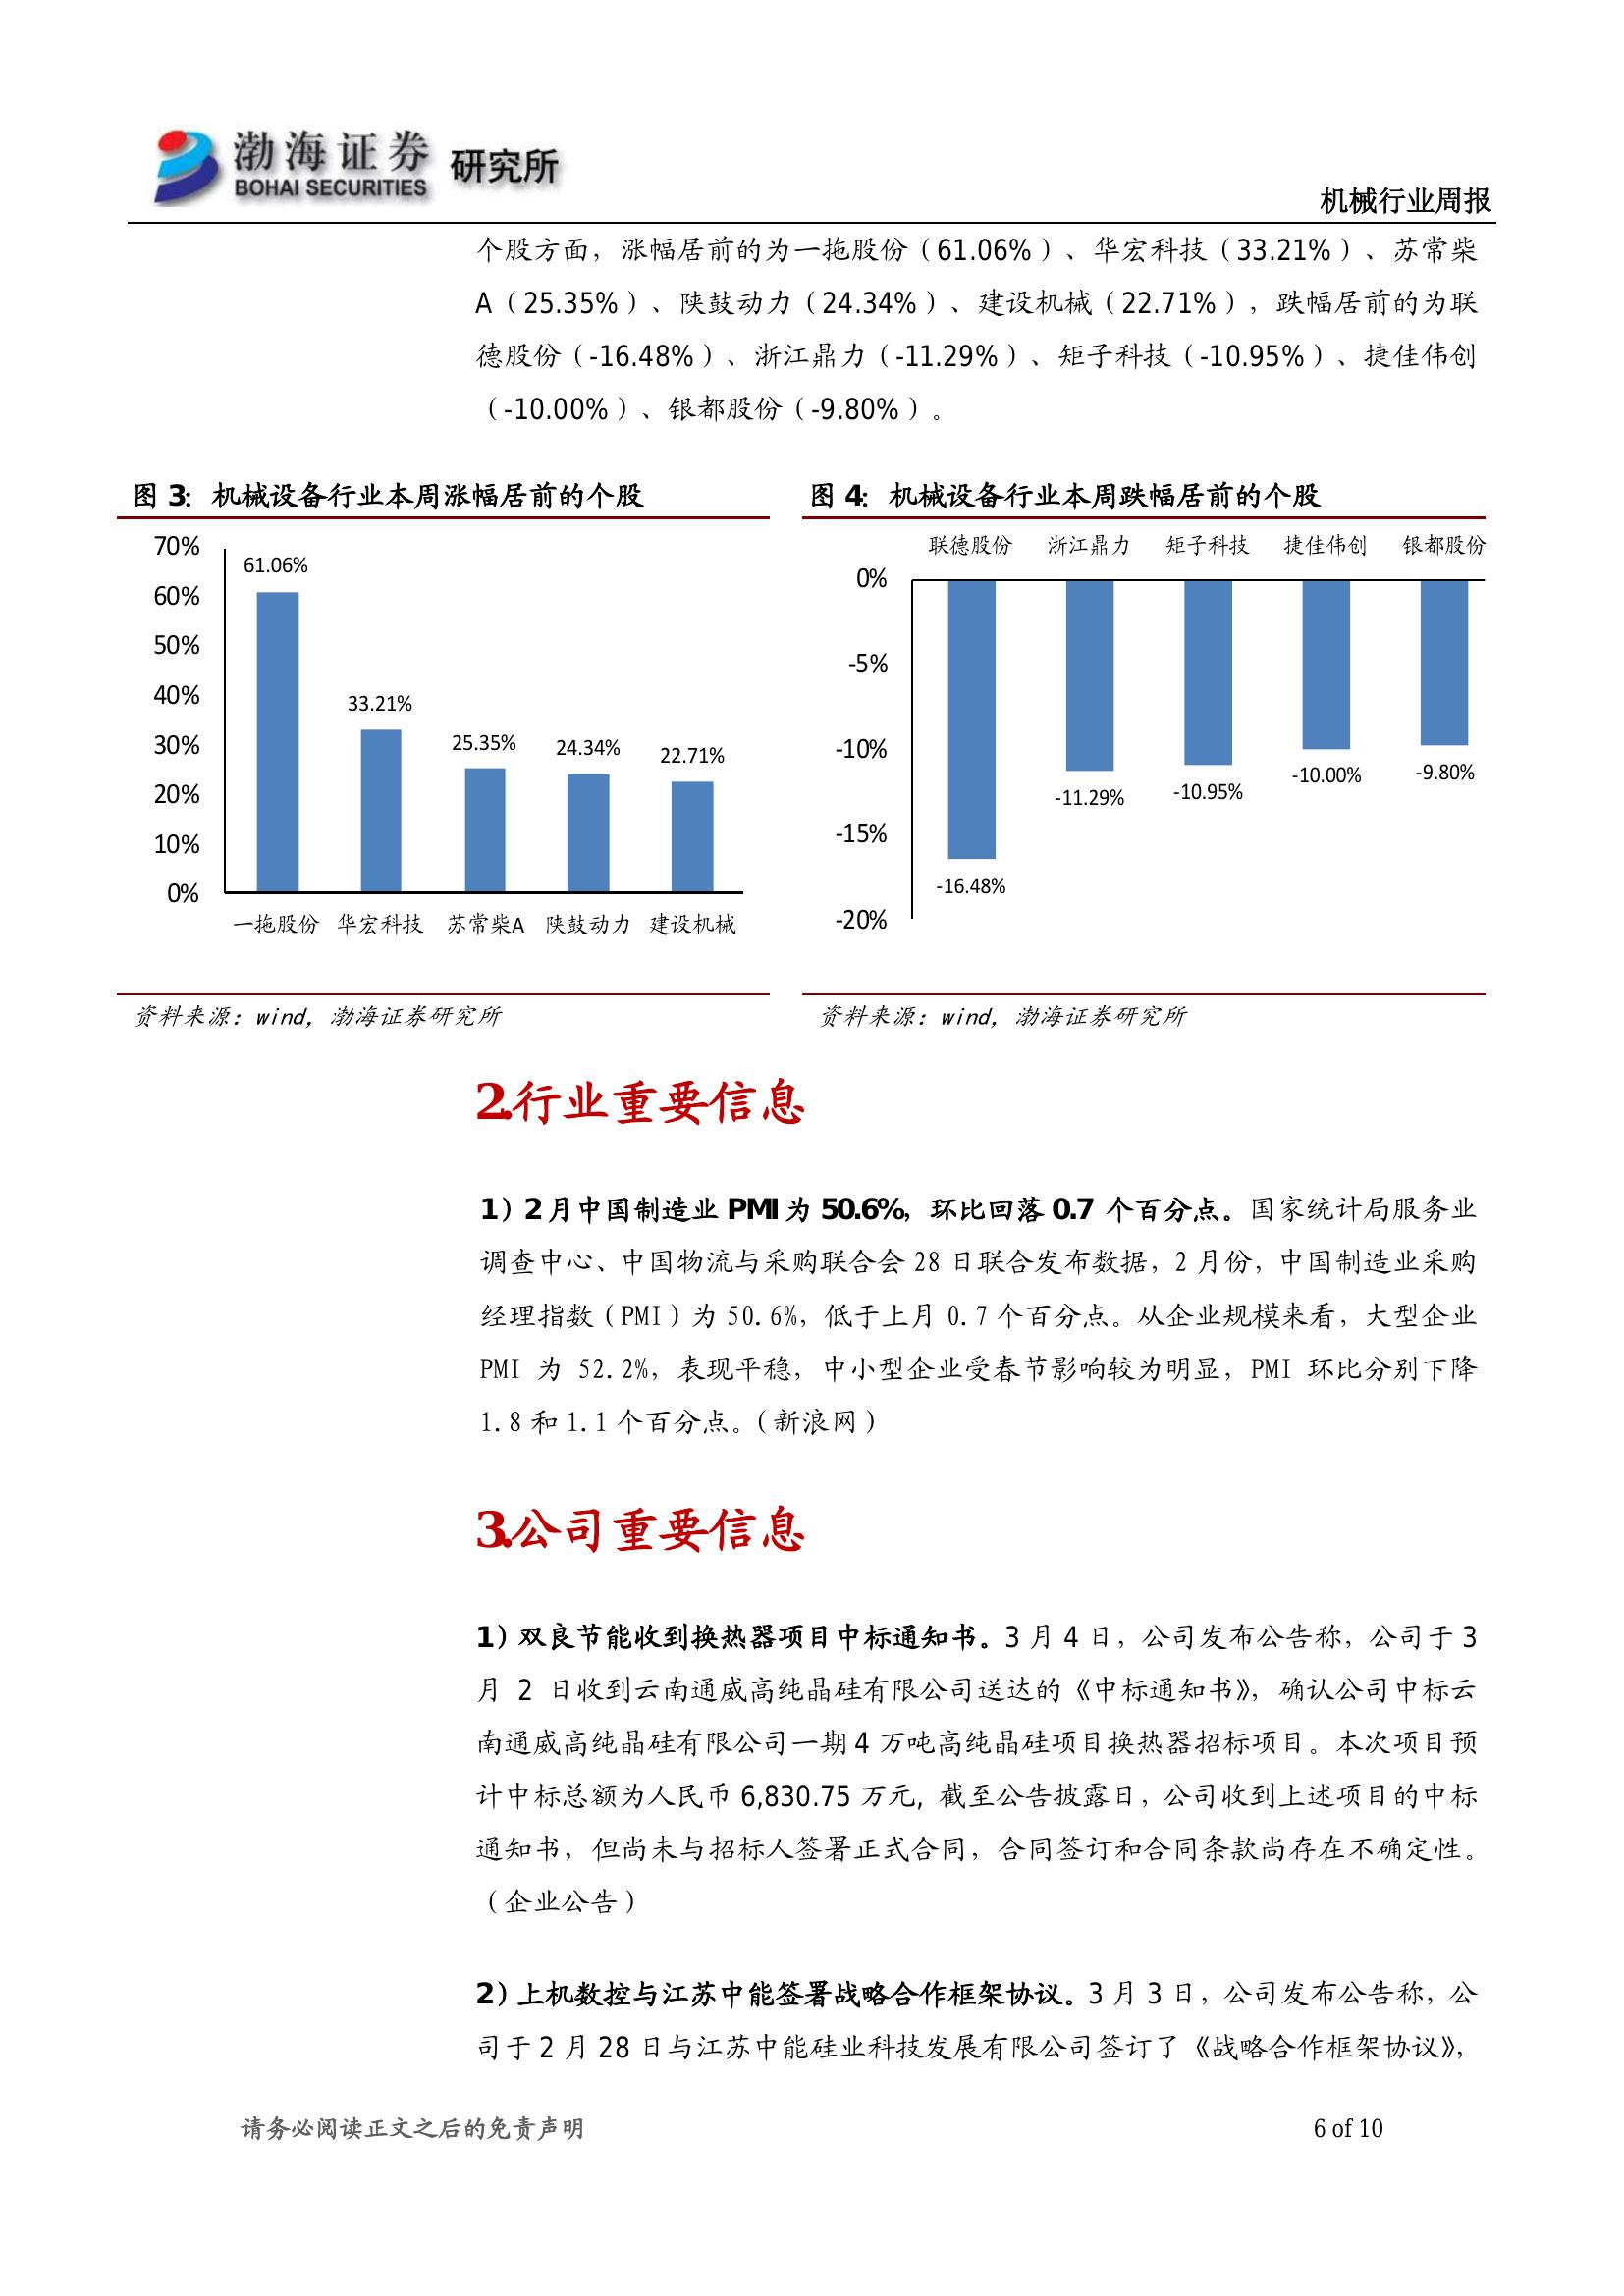 渤海证券 研究所
BOHAI SECURITIES
机械行业周报
个股方面，涨幅居前的为一拖股份（61.06%）、华宏科技（33.21%）、苏常柴
A（25.35%）、陕鼓动力（24.34%）、建设机械（22.71%），跌幅居前的为联
德股份（-16.48%）、浙江鼎力（-11.29%）、矩子科技（-10.95%）、捷佳伟创
（-10.00%）、银都股份（-9.80%）。
图 3：机械设备行业本周涨幅居前的个股
70%
60%
50%
40%
30%
20%
10%
0%
61.06%
33.21%
25.35%
24.34%
22.71%
一拖股份 华宏科技 苏常柴A 陕鼓动力 建设机械
资料来源：wind，渤海证券研究所
图 4：机械设备行业本周跌幅居前的个股
联德股份 浙江鼎力 矩子科技 捷佳伟创 银都股份
0%
-5%
-10%
-15%
-20%
-16.48%
-11.29%
-10.95%
-10.00%
-9.80%
资料来源：wind，渤海证券研究所
2.行业重要信息
1）2 月中国制造业 PMI 为 50.6%，环比回落 0.7 个百分点。国家统计局服务业
调查中心、中国物流与采购联合会 28 日联合发布数据，2 月份，中国制造业采购
经理指数（PMI）为 50.6%，低于上月 0.7 个百分点。从企业规模来看，大型企业
PMI 为 52.2%，表现平稳，中小型企业受春节影响较为明显，PMI 环比分别下降
1.8 和 1.1 个百分点。（新浪网）
3.公司重要信息
1）双良节能收到换热器项目中标通知书。3 月 4 日，公司发布公告称，公司于 3
月 2 日收到云南通威高纯晶硅有限公司送达的《中标通知书》，确认公司中标云
南通威高纯晶硅有限公司一期 4 万吨高纯晶硅项目换热器招标项目。本次项目预
计中标总额为人民币 6,830.75 万元, 截至公告披露日，公司收到上述项目的中标
通知书，但尚未与招标人签署正式合同，合同签订和合同条款尚存在不确定性。
（企业公告）
2）上机数控与江苏中能签署战略合作框架协议。3 月 3 日，公司发布公告称，公
司于 2 月 28 日与江苏中能硅业科技发展有限公司签订了《战略合作框架协议》，
请务必阅读正文之后的免责声明
6 of 10